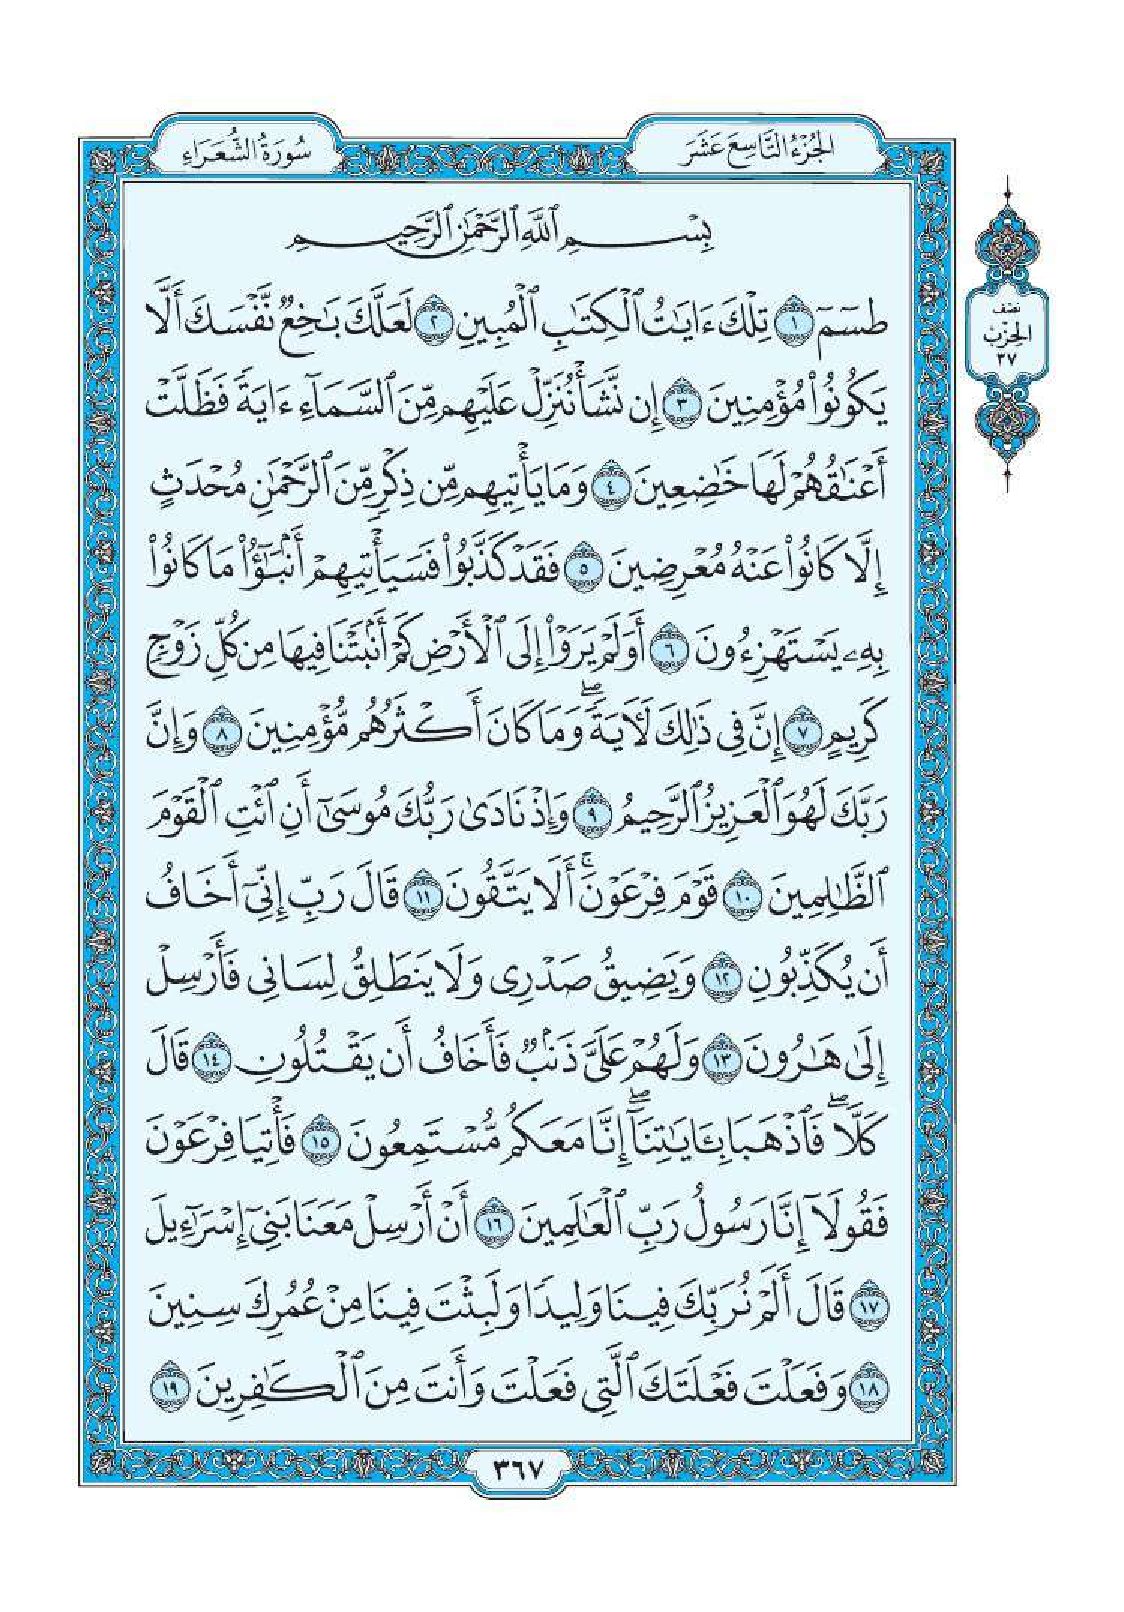 الجُزْءُ التَّاسِعَ عَشَرَ
سُورَةُ الشُّعَرَاءِ
بِسْمِ ٱللَّهِ ٱلرَّحْمَٰنِ ٱلرَّحِيمِ
طسٓمٓ ١ تِلْكَ ءَايَٰتُ ٱلْكِتَٰبِ ٱلْمُبِينِ ٢ لَعَلَّكَ بَٰخِعٌ نَّفْسَكَ أَلَّا
يَكُونُوا۟ مُؤْمِنِينَ ٣ إِن نَّشَأْ نُنَزِّلْ عَلَيْهِم مِّنَ ٱلسَّمَآءِ ءَايَةً فَظَلَّتْ
أَعْنَٰقُهُمْ لَهَا خَٰضِعِينَ ٤ وَمَا يَأْتِيهِم مِّن ذِكْرٍ مِّنَ ٱلرَّحْمَٰنِ مُحْدَثٍ
إِلَّا كَانُوا۟ عَنْهُ مُعْرِضِينَ ٥ فَقَدْ كَذَّبُوا۟ فَسَيَأْتِيهِمْ أَنۢبَٰٓؤُا۟ مَا كَانُوا۟
بِهِۦ يَسْتَهْزِءُونَ ٦ أَوَلَمْ يَرَوْا۟ إِلَى ٱلْأَرْضِ كَمْ أَنۢبَتْنَا فِيهَا مِن كُلِّ زَوْجٍ
كَرِيمٍ ٧ إِنَّ فِى ذَٰلِكَ لَءَايَةً ۖ وَمَا كَانَ أَكْثَرُهُم مُّؤْمِنِينَ ٨ وَإِنَّ
رَبَّكَ لَهُوَ ٱلْعَزِيزُ ٱلرَّحِيمُ ٩ وَإِذْ نَادَىٰ رَبُّكَ مُوسَىٰٓ أَنِ ٱئْتِ ٱلْقَوْمَ
ٱلظَّٰلِمِينَ ١٠ قَوْمَ فِرْعَوْنَ ۚ أَلَا يَتَّقُونَ ١١ قَالَ رَبِّ إِنِّىٓ أَخَافُ
أَن يُكَذِّبُونِ ١٢ وَيَضِيقُ صَدْرِى وَلَا يَنطَلِقُ لِسَانِى فَأَرْسِلْ
إِلَىٰ هَٰرُونَ ١٣ وَلَهُمْ عَلَىَّ ذَنۢبٌ فَأَخَافُ أَن يَقْتُلُونِ ١٤ قَالَ
كَلَّا ۖ فَٱذْهَبَا بِـَٔايَٰتِنَآ ۖ إِنَّا مَعَكُم مُّسْتَمِعُونَ ١٥ فَأْتِيَا فِرْعَوْنَ
فَقُولَآ إِنَّا رَسُولُ رَبِّ ٱلْعَٰلَمِينَ ١٦ أَنْ أَرْسِلْ مَعَنَا بَنِىٓ إِسْرَٰٓءِيلَ
١٧ قَالَ أَلَمْ نُرَبِّكَ فِينَا وَلِيدًا وَلَبِثْتَ فِينَا مِنْ عُمُرِكَ سِنِينَ
١٨ وَفَعَلْتَ فَعْلَتَكَ ٱلَّتِى فَعَلْتَ وَأَنتَ مِنَ ٱلْكَٰفِرِينَ ١٩
نصف
الحِزْب
٣٧
٣٦٧